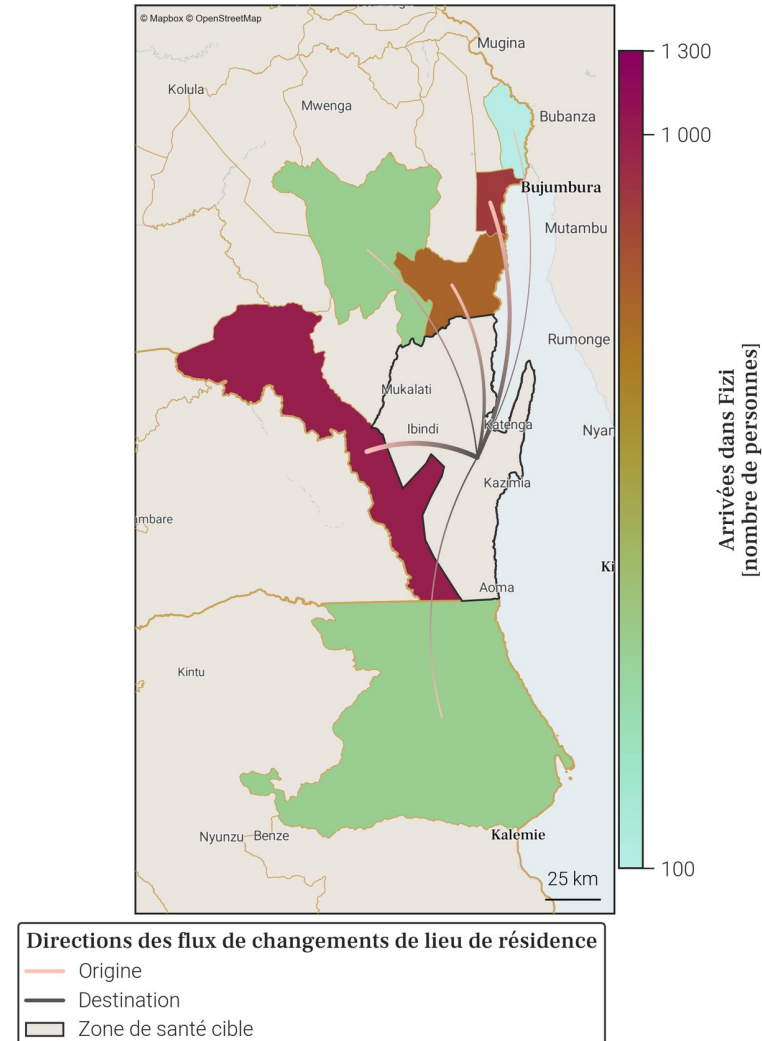 © Mapbox © OpenStreetMap
Mugina
Kolula
Mwenga
Bubanza
Bujumbura
Mutambu
Rumonge
Mukalati
Ibindi
Katenga
Nyan
Kazimia
mbare
Ki
Aoma
Kintu
Nyunzu
Benze
Kalemie
25 km
1 300
1 000
100
Arrivées dans Fizi
[nombre de personnes]
Directions des flux de changements de lieu de résidence
Origine
Destination
Zone de santé cible